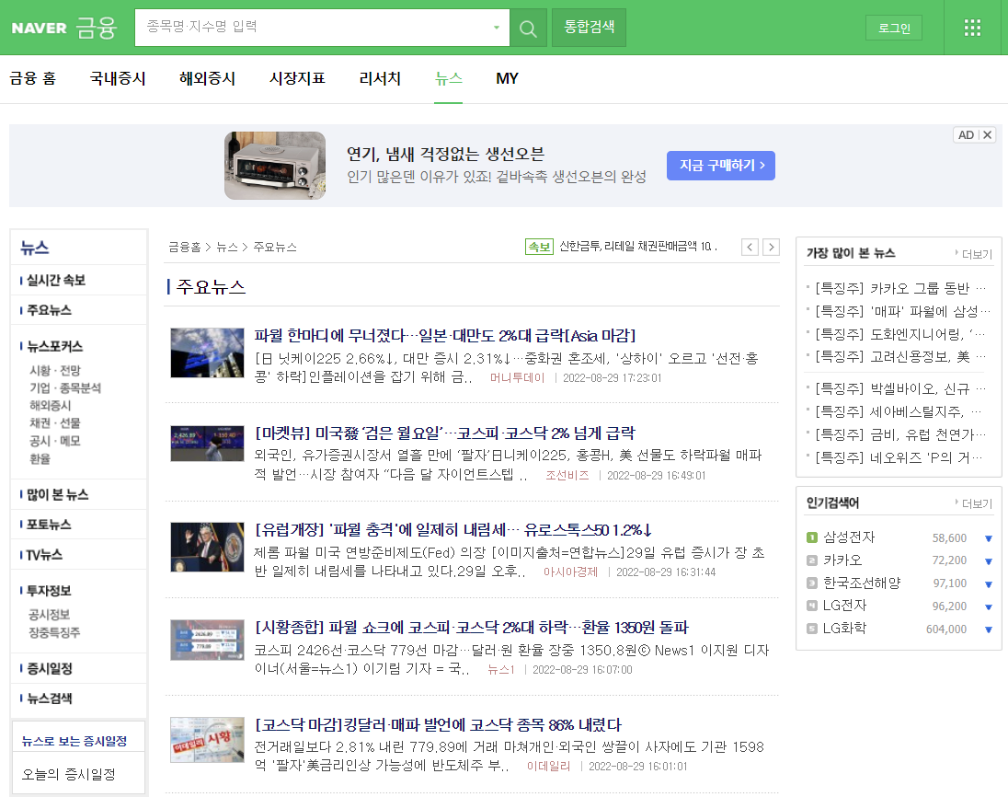 NAVER 금융
종목명·지수명 입력
통합검색
로그인
금융 홈 국내증시 해외증시 시장지표 리서치 뉴스 MY
AD X
연기, 냄새 걱정없는 생선오븐
인기 많은덴 이유가 있죠! 겉바속촉 생선오븐의 완성
지금 구매하기 >
뉴스
실시간 속보
주요뉴스
뉴스포커스
시황·전망
기업·종목분석
해외증시
채권·선물
공시·메모
환율
많이 본 뉴스
포토뉴스
TV뉴스
투자정보
공시정보
장중특징주
증시일정
뉴스검색
뉴스로 보는 증시일정
오늘의 증시일정
금융홈 > 뉴스 > 주요뉴스
속보 신한금투, 리테일 채권판매금액 10..
주요뉴스
파월 한마디에 무너졌다…일본·대만도 2%대 급락[Asia 마감]
[日 닛케이225 2.66%↓, 대만 증시 2.31%↓…중화권 혼조세, '상하이' 오르고 '선전·홍
콩' 하락]인플레이션을 잡기 위해 금.. 머니투데이 | 2022-08-29 17:23:01
[마켓뷰] 미국發 ‘검은 월요일’…코스피·코스닥 2% 넘게 급락
외국인, 유가증권시장서 열흘 만에 ‘팔자’日니케이225, 홍콩H, 美 선물도 하락파월 매파
적 발언…시장 참여자 “다음 달 자이언트스텝 .. 조선비즈 | 2022-08-29 16:49:01
[유럽개장] '파월 충격'에 일제히 내림세… 유로스톡스50 1.2%↓
제롬 파월 미국 연방준비제도(Fed) 의장 [이미지출처=연합뉴스]29일 유럽 증시가 장 초
반 일제히 내림세를 나타내고 있다.29일 오후.. 아시아경제 | 2022-08-29 16:31:44
[시황종합] 파월 쇼크에 코스피·코스닥 2%대 하락…환율 1350원 돌파
코스피 2426선·코스닥 779선 마감…달러·원 환율 장중 1350.8원ⓒ News1 이지원 디자
이너(서울=뉴스1) 이기림 기자 = 국.. 뉴스1 | 2022-08-29 16:07:00
[코스닥 마감]킹달러·매파 발언에 코스닥 종목 86% 내렸다
전거래일보다 2.81% 내린 779.89에 거래 마쳐개인·외국인 쌍끌이 사자에도 기관 1598
억 '팔자'美금리인상 가능성에 반도체주 부.. 이데일리 | 2022-08-29 16:01:01
가장 많이 본 뉴스 더보기
[특징주] 카카오 그룹 동반 …
[특징주] '매파' 파월에 삼성…
[특징주] 도화엔지니어링, ‘…
[특징주] 고려신용정보, 美 …
[특징주] 박셀바이오, 신규 …
[특징주] 세아베스틸지주, …
[특징주] 금비, 유럽 천연가…
[특징주] 네오위즈 'P의 거…
인기검색어 더보기
1 삼성전자 58,600 ▼
2 카카오 72,200 ▼
3 한국조선해양 97,100 ▼
4 LG전자 96,200 ▼
5 LG화학 604,000 ▼